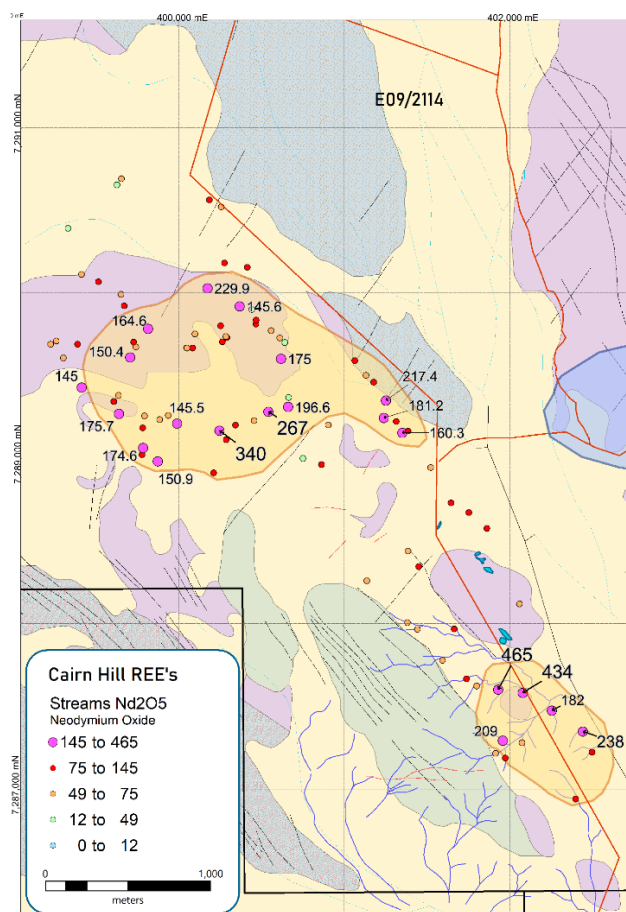 400,000 mE
402,000 mE
7,291,000 mN
E09/2114
229.9
145.6
164.6
150.4
175
145
217.4
175.7
145.5
196.6
181.2
267
160.3
340
7,280,000 mN
174.6
150.9
465
434
182
209
238
7,287,000 mN
Cairn Hill REE's
Streams Nd2O5
Neodymium Oxide
145 to 465
75 to 145
49 to 75
12 to 49
0 to 12
0 1,000
meters